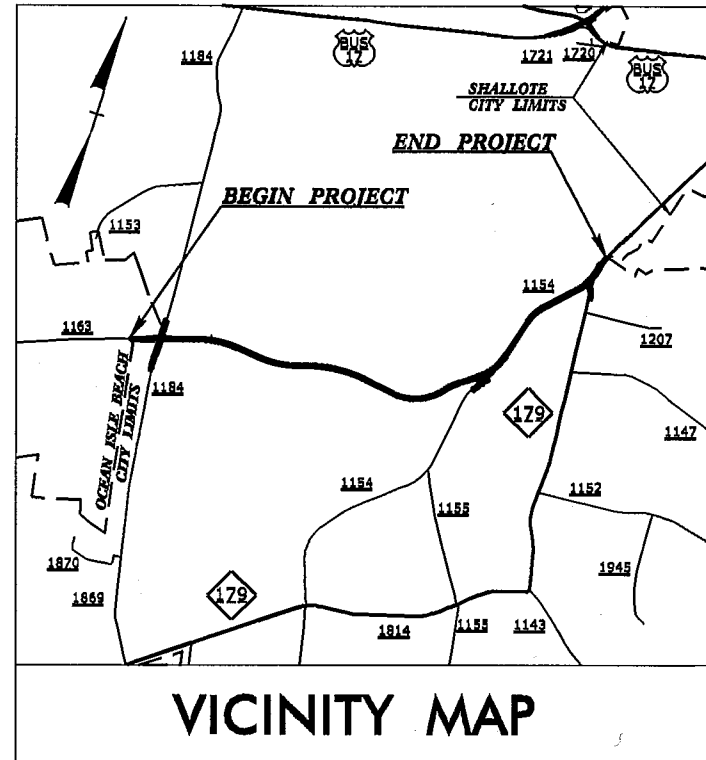 1184
BUS
17
1721
1720
BUS
17
SHALLOTE
CITY LIMITS
END PROJECT
BEGIN PROJECT
1153
1154
1163
1207
1184
OCEAN ISLE BEACH
CITY LIMITS
179
1147
1154
1155
1152
1870
1945
1869
179
1814
1155
1143
VICINITY MAP